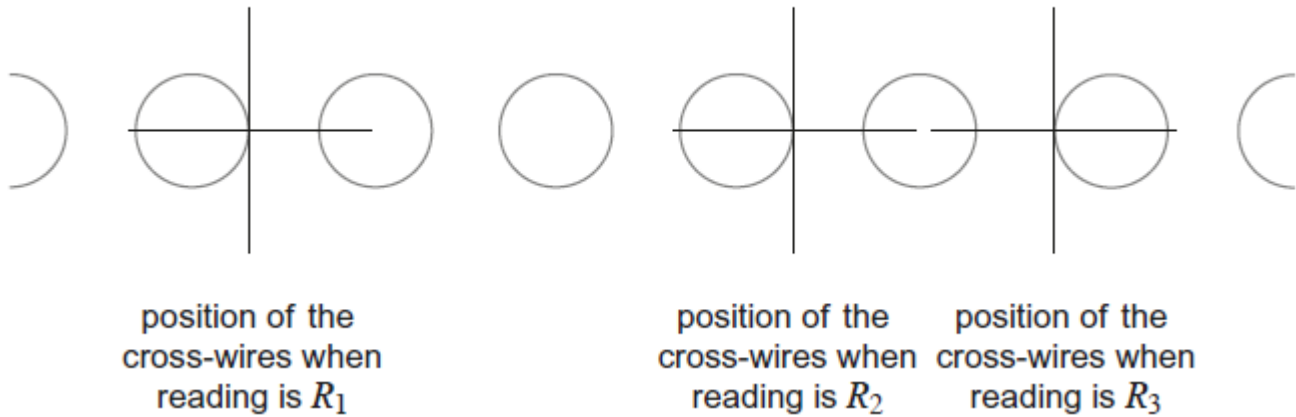 position of the
cross-wires when
reading is R1
position of the
cross-wires when
reading is R2
position of the
cross-wires when
reading is R3